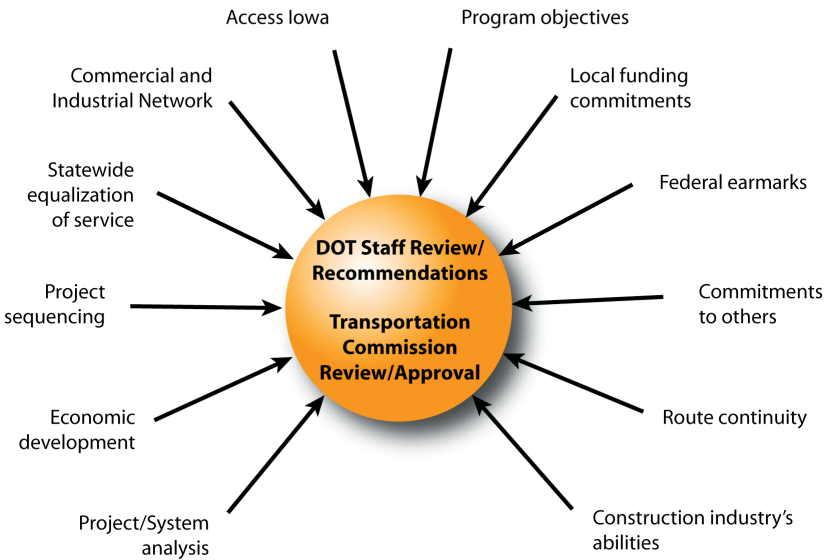 Access Iowa
Program objectives
Commercial and
Industrial Network
Local funding
commitments
Statewide
equalization
of service
Federal earmarks
DOT Staff Review/
Recommendations
Transportation
Commission
Review/Approval
Project
sequencing
Commitments
to others
Economic
development
Route continuity
Project/System
analysis
Construction industry’s
abilities